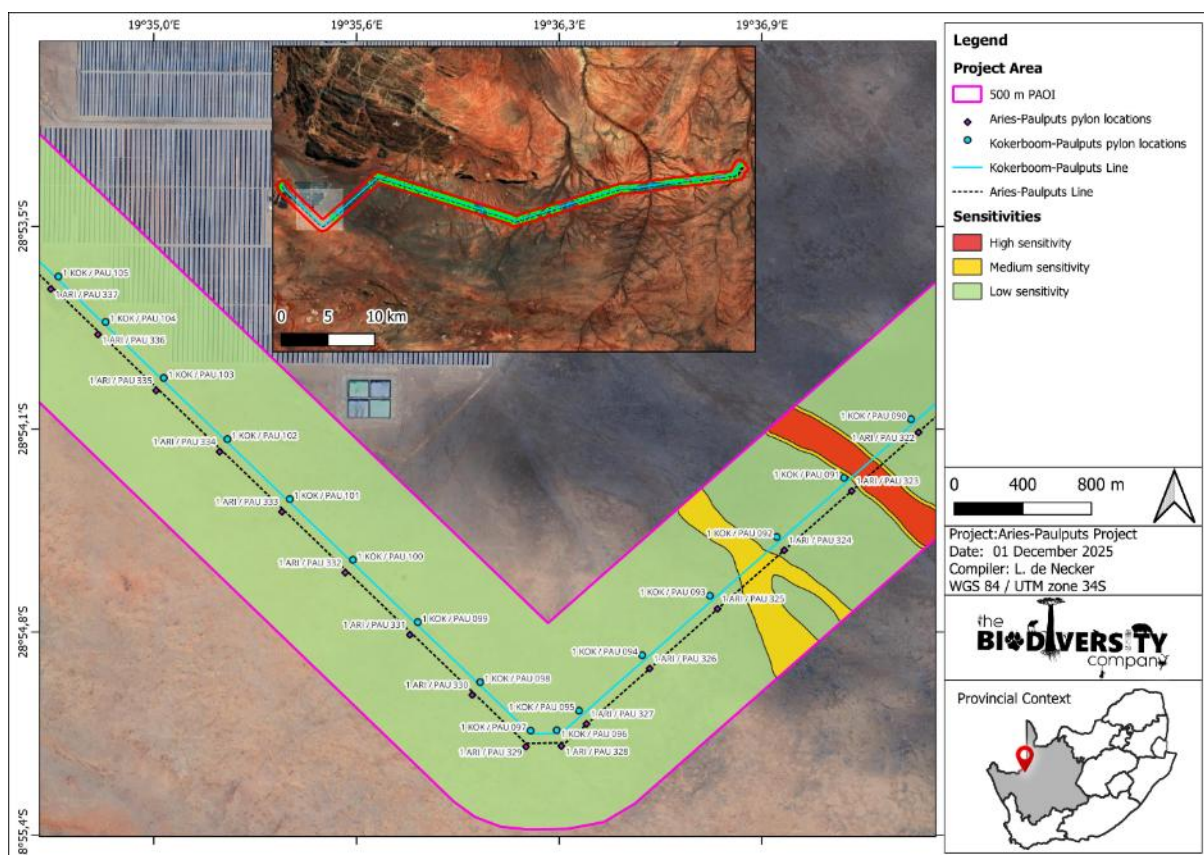 19°35,0'E
19°35,6'E
19°36,3'E
19°36,9'E
28°53,5'S
28°54,1'S
28°54,8'S
28°55,4'S
0 5 10 km
1 KOK / PAU 105
1 ARI / PAU 337
1 KOK / PAU 104
1 ARI / PAU 336
1 KOK / PAU 103
1 ARI / PAU 335
1 KOK / PAU 102
1 ARI / PAU 334
1 KOK / PAU 101
1 ARI / PAU 333
1 KOK / PAU 100
1 ARI / PAU 332
1 KOK / PAU 099
1 ARI / PAU 331
1 KOK / PAU 098
1 ARI / PAU 330
1 KOK / PAU 097
1 ARI / PAU 329
1 KOK / PAU 096
1 ARI / PAU 328
1 KOK / PAU 095
1 ARI / PAU 327
1 KOK / PAU 094
1 ARI / PAU 326
1 KOK / PAU 093
1 ARI / PAU 325
1 KOK / PAU 092
1 ARI / PAU 324
1 KOK / PAU 091
1 ARI / PAU 323
1 KOK / PAU 090
1 ARI / PAU 322
Legend
Project Area
500 m PAOI
Aries-Paulputs pylon locations
Kokerboom-Paulputs pylon locations
Kokerboom-Paulputs Line
Aries-Paulputs Line
Sensitivities
High sensitivity
Medium sensitivity
Low sensitivity
0 400 800 m
Project:Aries-Paulputs Project
Date: 01 December 2025
Compiler: L. de Necker
WGS 84 / UTM zone 34S
the
BIODIVERSITY
company
Provincial Context